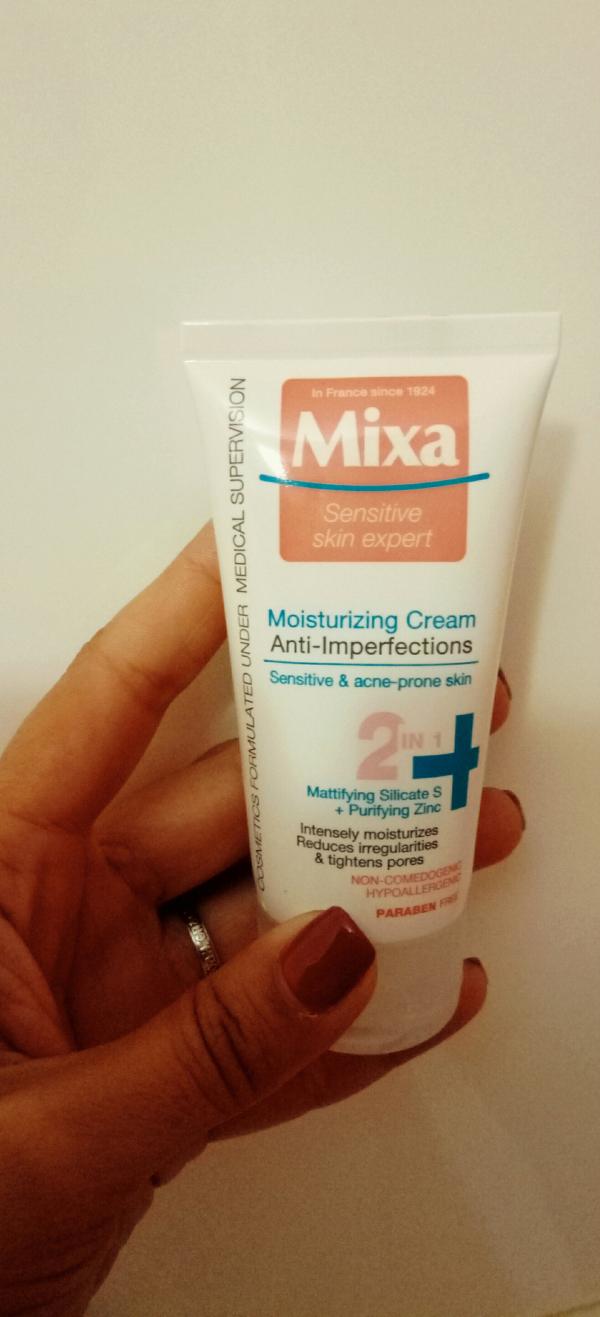 In France since 1924
Mixa
Sensitive
skin expert
Moisturizing Cream
Anti-Imperfections
Sensitive & acne-prone skin
2 IN 1
Mattifying Silicate S
+ Purifying Zinc
Intensely moisturizes
Reduces irregularities
& tightens pores
NON-COMEDOGENIC
HYPOALLERGENIC
PARABEN FREE
COSMETICS FORMULATED UNDER MEDICAL SUPERVISION